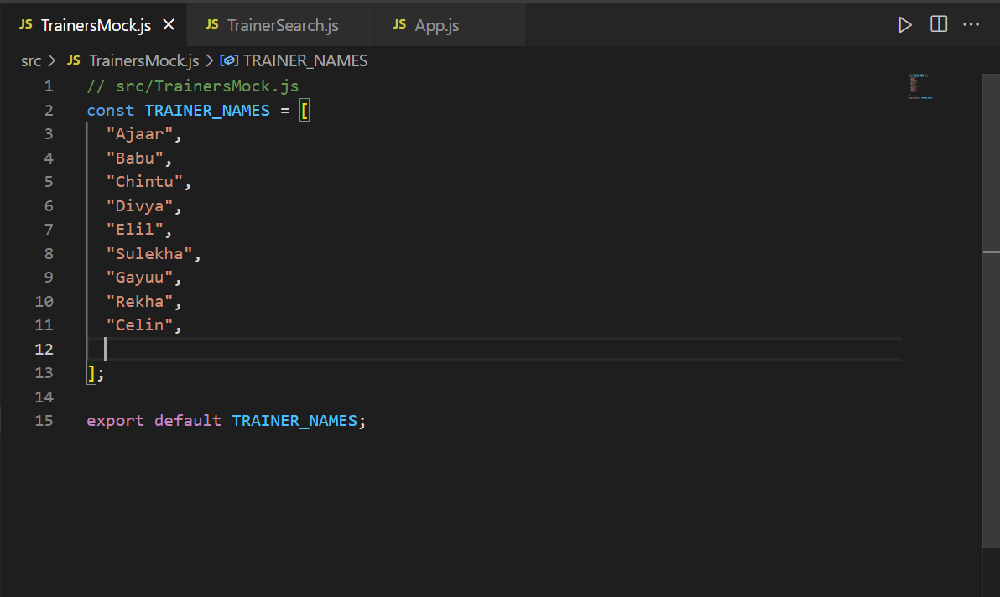 JS TrainersMock.js JS TrainerSearch.js JS App.js
src > JS TrainersMock.js > TRAINER_NAMES
1 // src/TrainersMock.js
2 const TRAINER_NAMES = [
3 "Ajaar",
4 "Babu",
5 "Chintu",
6 "Divya",
7 "Elil",
8 "Sulekha",
9 "Gayuu",
10 "Rekha",
11 "Celin",
12
13 ];
14
15 export default TRAINER_NAMES;